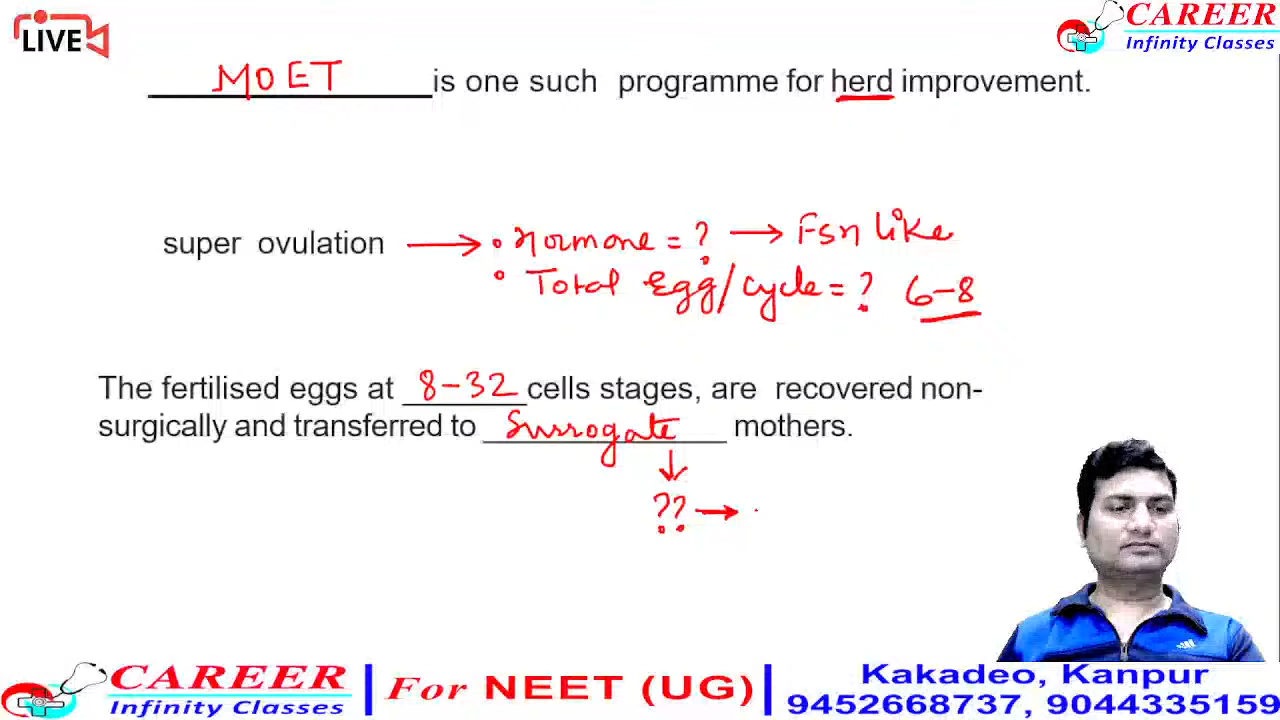 LIVE
CAREER
Infinity Classes
MOET is one such programme for herd improvement.
super ovulation → • Hormone = ? → FSH like
• Total Egg/cycle = ? 6-8
The fertilised eggs at 8-32 cells stages, are recovered non-
surgically and transferred to Surrogate mothers.
↓
?? →
CAREER
Infinity Classes
For NEET (UG)
Kakadeo, Kanpur
9452668737, 9044335159